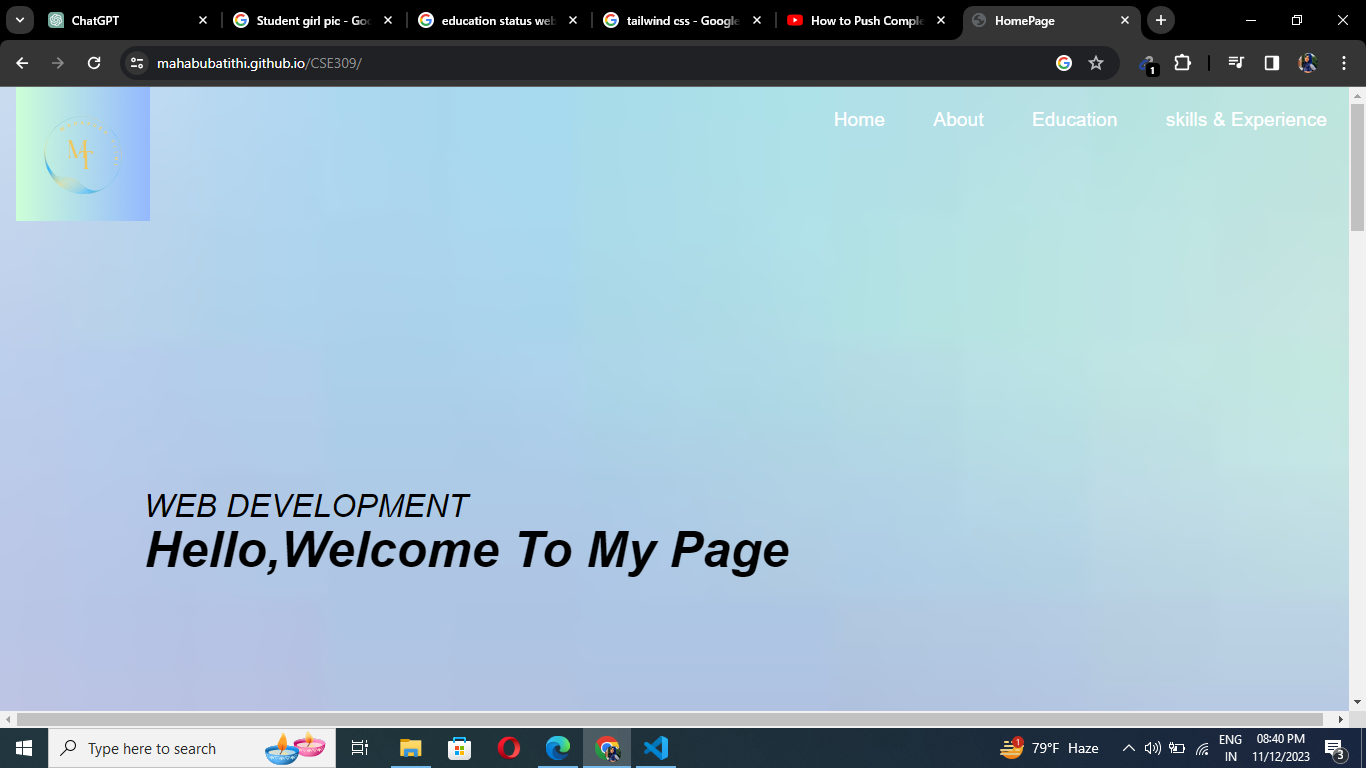 ChatGPT
Student girl pic - Goo
education status web
tailwind css - Google
How to Push Comple
HomePage
mahabubatithi.github.io/CSE309/
1
Home About Education skills & Experience
WEB DEVELOPMENT
Hello,Welcome To My Page
Type here to search
1
79°F Haze
ENG
IN
08:40 PM
11/12/2023
3